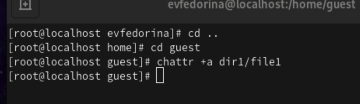 evfedorina@localhost:/home/guest
[root@localhost evfedorina]# cd ..
[root@localhost home]# cd guest
[root@localhost guest]# chattr +a dir1/file1
[root@localhost guest]#